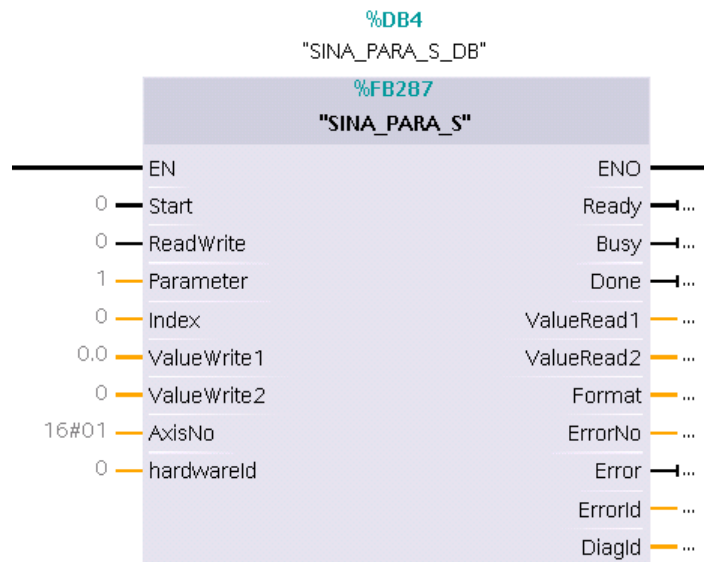 %DB4
"SINA_PARA_S_DB"
%FB287
"SINA_PARA_S"
EN ENO
0 Start Ready ...
0 ReadWrite Busy ...
1 Parameter Done ...
0 Index ValueRead1 ...
0.0 ValueWrite1 ValueRead2 ...
0 ValueWrite2 Format ...
16#01 AxisNo ErrorNo ...
0 hardwareId Error ...
ErrorId ...
DiagId ...